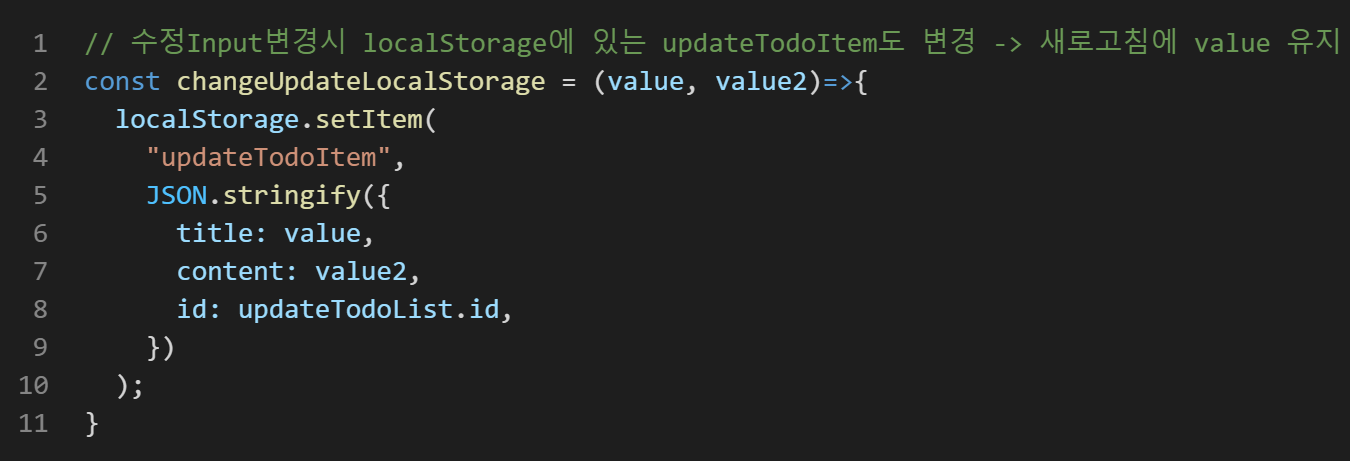 1 // 수정Input변경시 localStorage에 있는 updateTodoItem도 변경 -> 새로고침에 value 유지
2 const changeUpdateLocalStorage = (value, value2)=>{
3   localStorage.setItem(
4     "updateTodoItem",
5     JSON.stringify({
6       title: value,
7       content: value2,
8       id: updateTodoList.id,
9     })
10   );
11 }